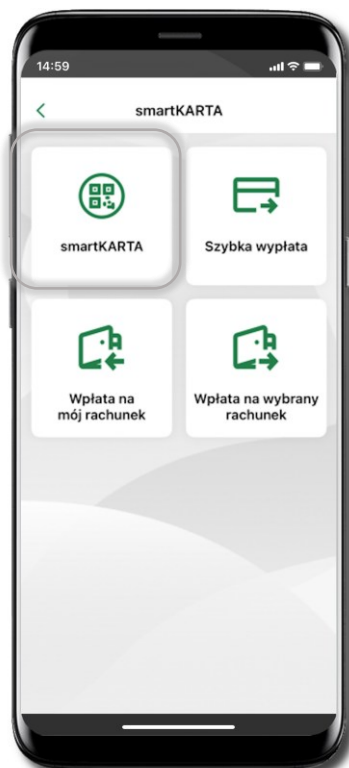 14:59
smartKARTA
smartKARTA
Szybka wypłata
Wpłata na
mój rachunek
Wpłata na wybrany
rachunek